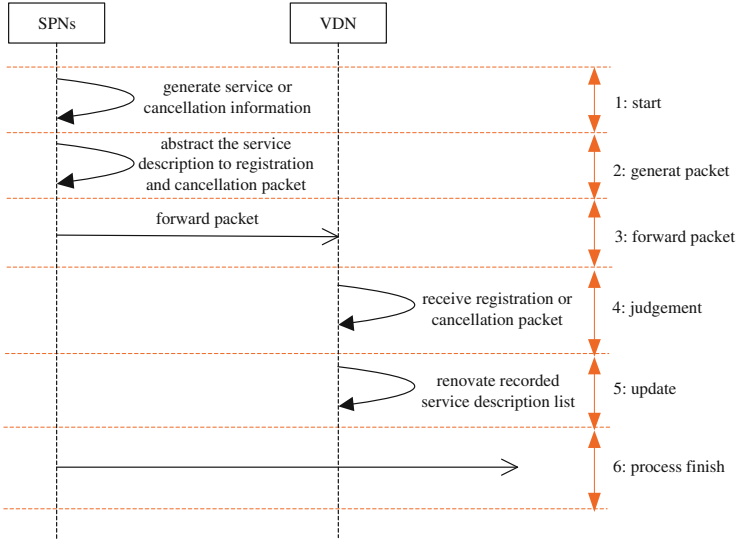 SPNs
VDN
generate service or
cancellation information
1: start
abstract the service
description to registration
and cancellation packet
2: generat packet
forward packet
3: forward packet
receive registration or
cancellation packet
4: judgement
renovate recorded
service description list
5: update
6: process finish